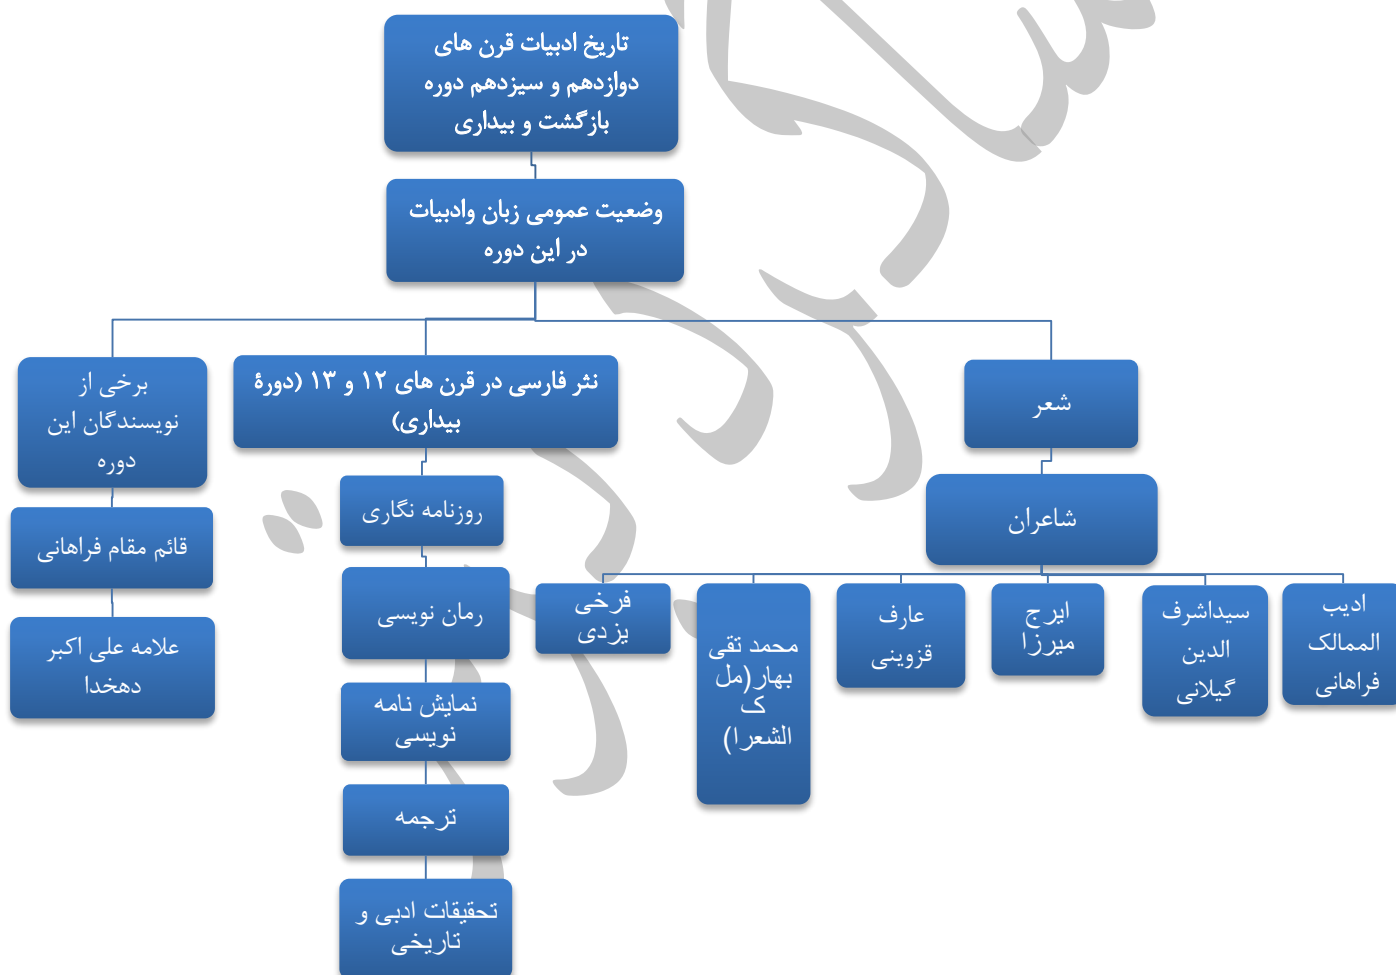 تاریخ ادبیات قرن های
دوازدهم و سیزدهم دوره
بازگشت و بیداری
وضعیت عمومی زبان وادبیات
در این دوره
شعر
شاعران
ادیب
الممالک
فراهانی
سیداشرف
الدین
گیلانی
ایرج
میرزا
عارف
قزوینی
محمد تقی
بهار(مل
ک
الشعرا)
فرخی
یزدی
نثر فارسی در قرن های ۱۲ و ۱۳ (دورهٔ
بیداری)
روزنامه نگاری
رمان نویسی
نمایش نامه
نویسی
ترجمه
تحقیقات ادبی و
تاریخی
برخی از
نویسندگان این
دوره
قائم مقام فراهانی
علامه علی اکبر
دهخدا